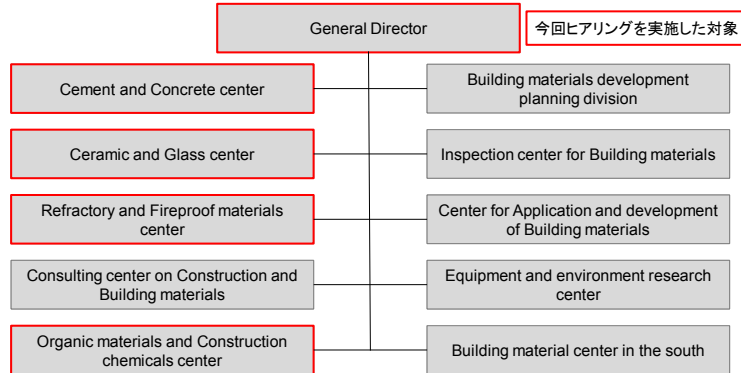 General Director
今回ヒアリングを実施した対象
Cement and Concrete center
Building materials development
planning division
Ceramic and Glass center
Inspection center for Building materials
Refractory and Fireproof materials
center
Center for Application and development
of Building materials
Consulting center on Construction and
Building materials
Equipment and environment research
center
Organic materials and Construction
chemicals center
Building material center in the south